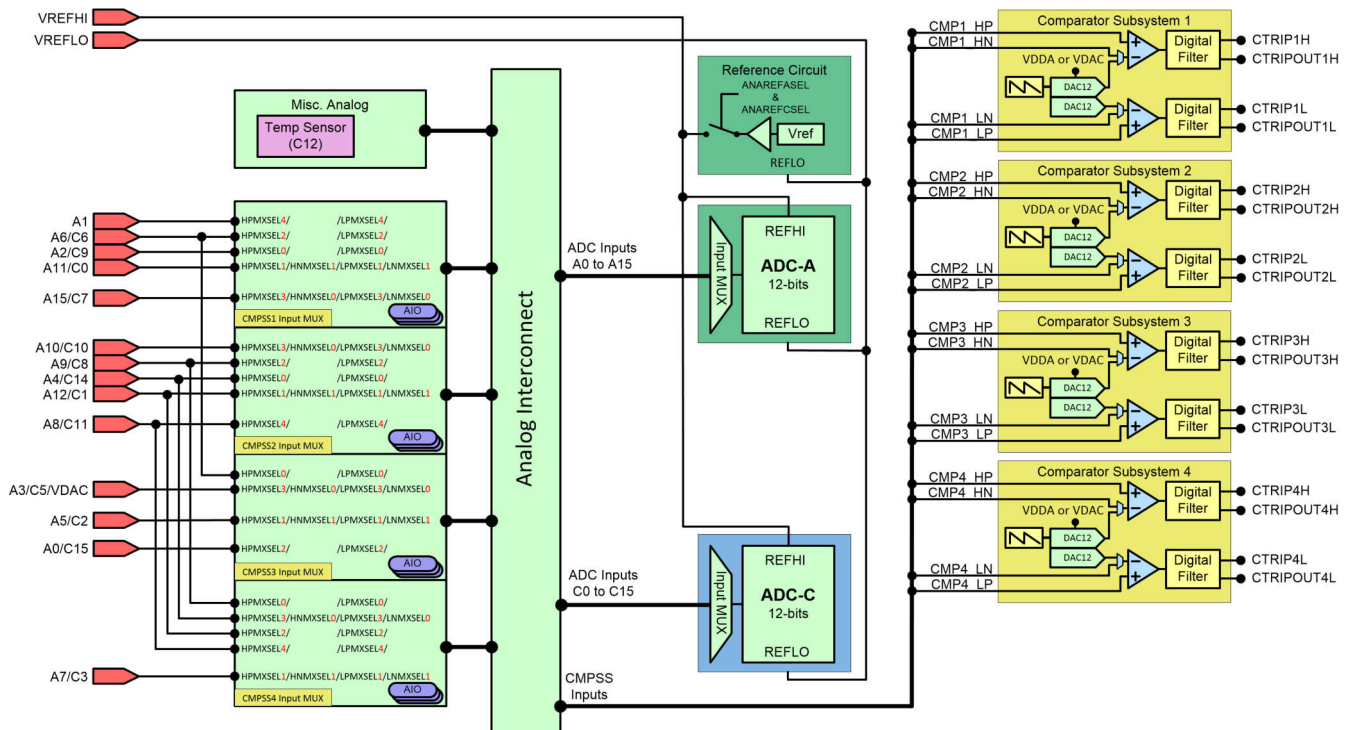 VREFHI
VREFLO
Misc. Analog
Temp Sensor
(C12)
A1
A6/C6
A2/C9
A11/C0
A15/C7
HPMXSEL4/ /LPMXSEL4/
HPMXSEL2/ /LPMXSEL2/
HPMXSEL0/ /LPMXSEL0/
HPMXSEL1/HNMXSEL1/LPMXSEL1/LNMXSEL1
HPMXSEL3/HNMXSEL0/LPMXSEL3/LNMXSEL0
AIO
CMPSS1 Input MUX
A10/C10
A9/C8
A4/C14
A12/C1
A8/C11
HPMXSEL3/HNMXSEL0/LPMXSEL3/LNMXSEL0
HPMXSEL2/ /LPMXSEL2/
HPMXSEL0/ /LPMXSEL0/
HPMXSEL1/HNMXSEL1/LPMXSEL1/LNMXSEL1
HPMXSEL4/ /LPMXSEL4/
AIO
CMPSS2 Input MUX
A3/C5/VDAC
A5/C2
A0/C15
HPMXSEL0/ /LPMXSEL0/
HPMXSEL3/HNMXSEL0/LPMXSEL3/LNMXSEL0
HPMXSEL1/HNMXSEL1/LPMXSEL1/LNMXSEL1
HPMXSEL2/ /LPMXSEL2/
AIO
CMPSS3 Input MUX
A7/C3
HPMXSEL0/ /LPMXSEL0/
HPMXSEL3/HNMXSEL0/LPMXSEL3/LNMXSEL0
HPMXSEL2/ /LPMXSEL2/
HPMXSEL4/ /LPMXSEL4/
HPMXSEL1/HNMXSEL1/LPMXSEL1/LNMXSEL1
AIO
CMPSS4 Input MUX
Analog Interconnect
ADC Inputs
A0 to A15
ADC Inputs
C0 to C15
CMPSS
Inputs
Reference Circuit
ANAREFASEL
&
ANAREFCSEL
Vref
REFLO
Input MUX
REFHI
ADC-A
12-bits
REFLO
Input MUX
REFHI
ADC-C
12-bits
REFLO
Comparator Subsystem 1
CMP1_HP
CMP1_HN
VDDA or VDAC
DAC12
DAC12
CMP1_LN
CMP1_LP
Digital
Filter
Digital
Filter
CTRIP1H
CTRIPOUT1H
CTRIP1L
CTRIPOUT1L
Comparator Subsystem 2
CMP2_HP
CMP2_HN
VDDA or VDAC
DAC12
DAC12
CMP2_LN
CMP2_LP
Digital
Filter
Digital
Filter
CTRIP2H
CTRIPOUT2H
CTRIP2L
CTRIPOUT2L
Comparator Subsystem 3
CMP3_HP
CMP3_HN
VDDA or VDAC
DAC12
DAC12
CMP3_LN
CMP3_LP
Digital
Filter
Digital
Filter
CTRIP3H
CTRIPOUT3H
CTRIP3L
CTRIPOUT3L
Comparator Subsystem 4
CMP4_HP
CMP4_HN
VDDA or VDAC
DAC12
DAC12
CMP4_LN
CMP4_LP
Digital
Filter
Digital
Filter
CTRIP4H
CTRIPOUT4H
CTRIP4L
CTRIPOUT4L